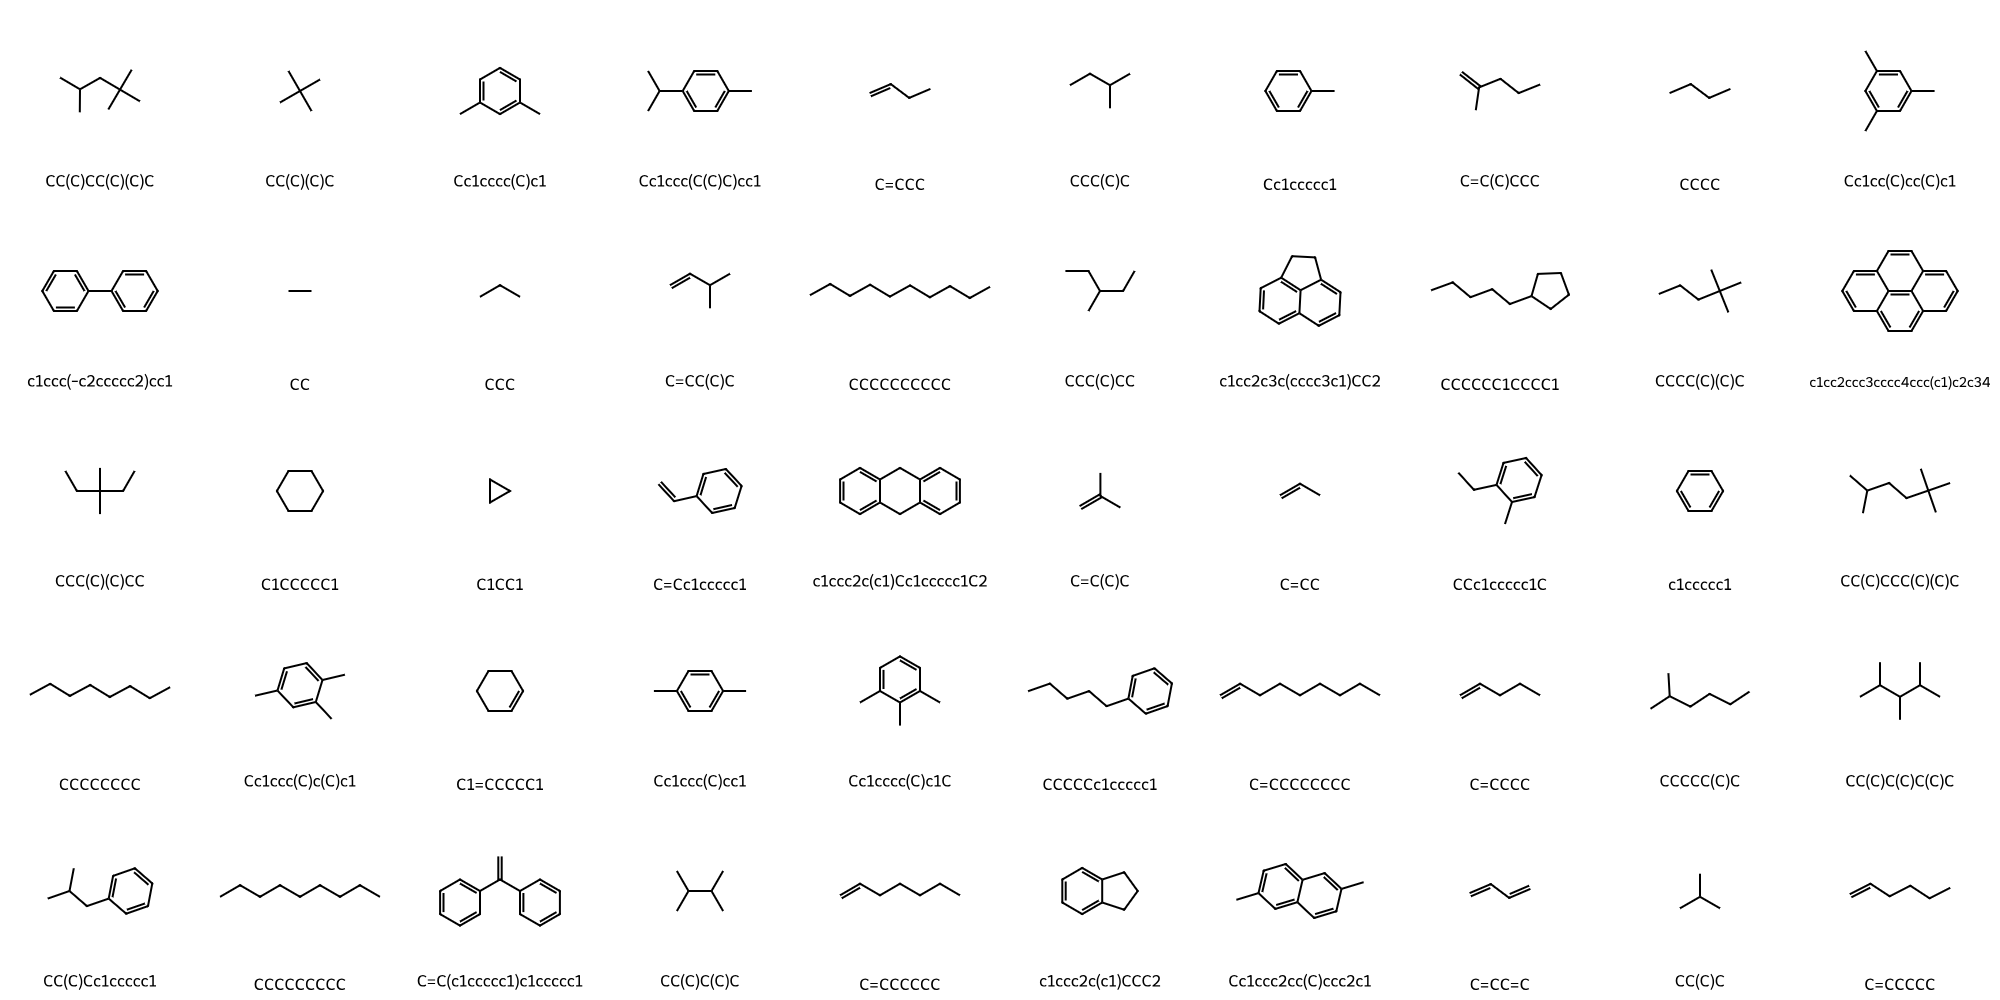 CC(C)CC(C)(C)C
CC(C)(C)C
Cc1cccc(C)c1
Cc1ccc(C(C)C)cc1
C=CCC
CCC(C)C
Cc1ccccc1
C=C(C)CCC
CCCC
Cc1cc(C)cc(C)c1
c1ccc(-c2ccccc2)cc1
CC
CCC
C=CC(C)C
CCCCCCCCCC
CCC(C)CC
c1cc2c3c(cccc3c1)CC2
CCCCCC1CCCC1
CCCC(C)(C)C
c1cc2ccc3cccc4ccc(c1)c2c34
CCC(C)(C)CC
C1CCCCC1
C1CC1
C=Cc1ccccc1
c1ccc2c(c1)Cc1ccccc1C2
C=C(C)C
C=CC
CCc1ccccc1C
c1ccccc1
CC(C)CCC(C)(C)C
CCCCCCCC
Cc1ccc(C)c(C)c1
C1=CCCCC1
Cc1ccc(C)cc1
Cc1cccc(C)c1C
CCCCCc1ccccc1
C=CCCCCCCC
C=CCCC
CCCCC(C)C
CC(C)C(C)C(C)C
CC(C)Cc1ccccc1
CCCCCCCCC
C=C(c1ccccc1)c1ccccc1
CC(C)C(C)C
C=CCCCCC
c1ccc2c(c1)CCC2
Cc1ccc2cc(C)ccc2c1
C=CC=C
CC(C)C
C=CCCCC